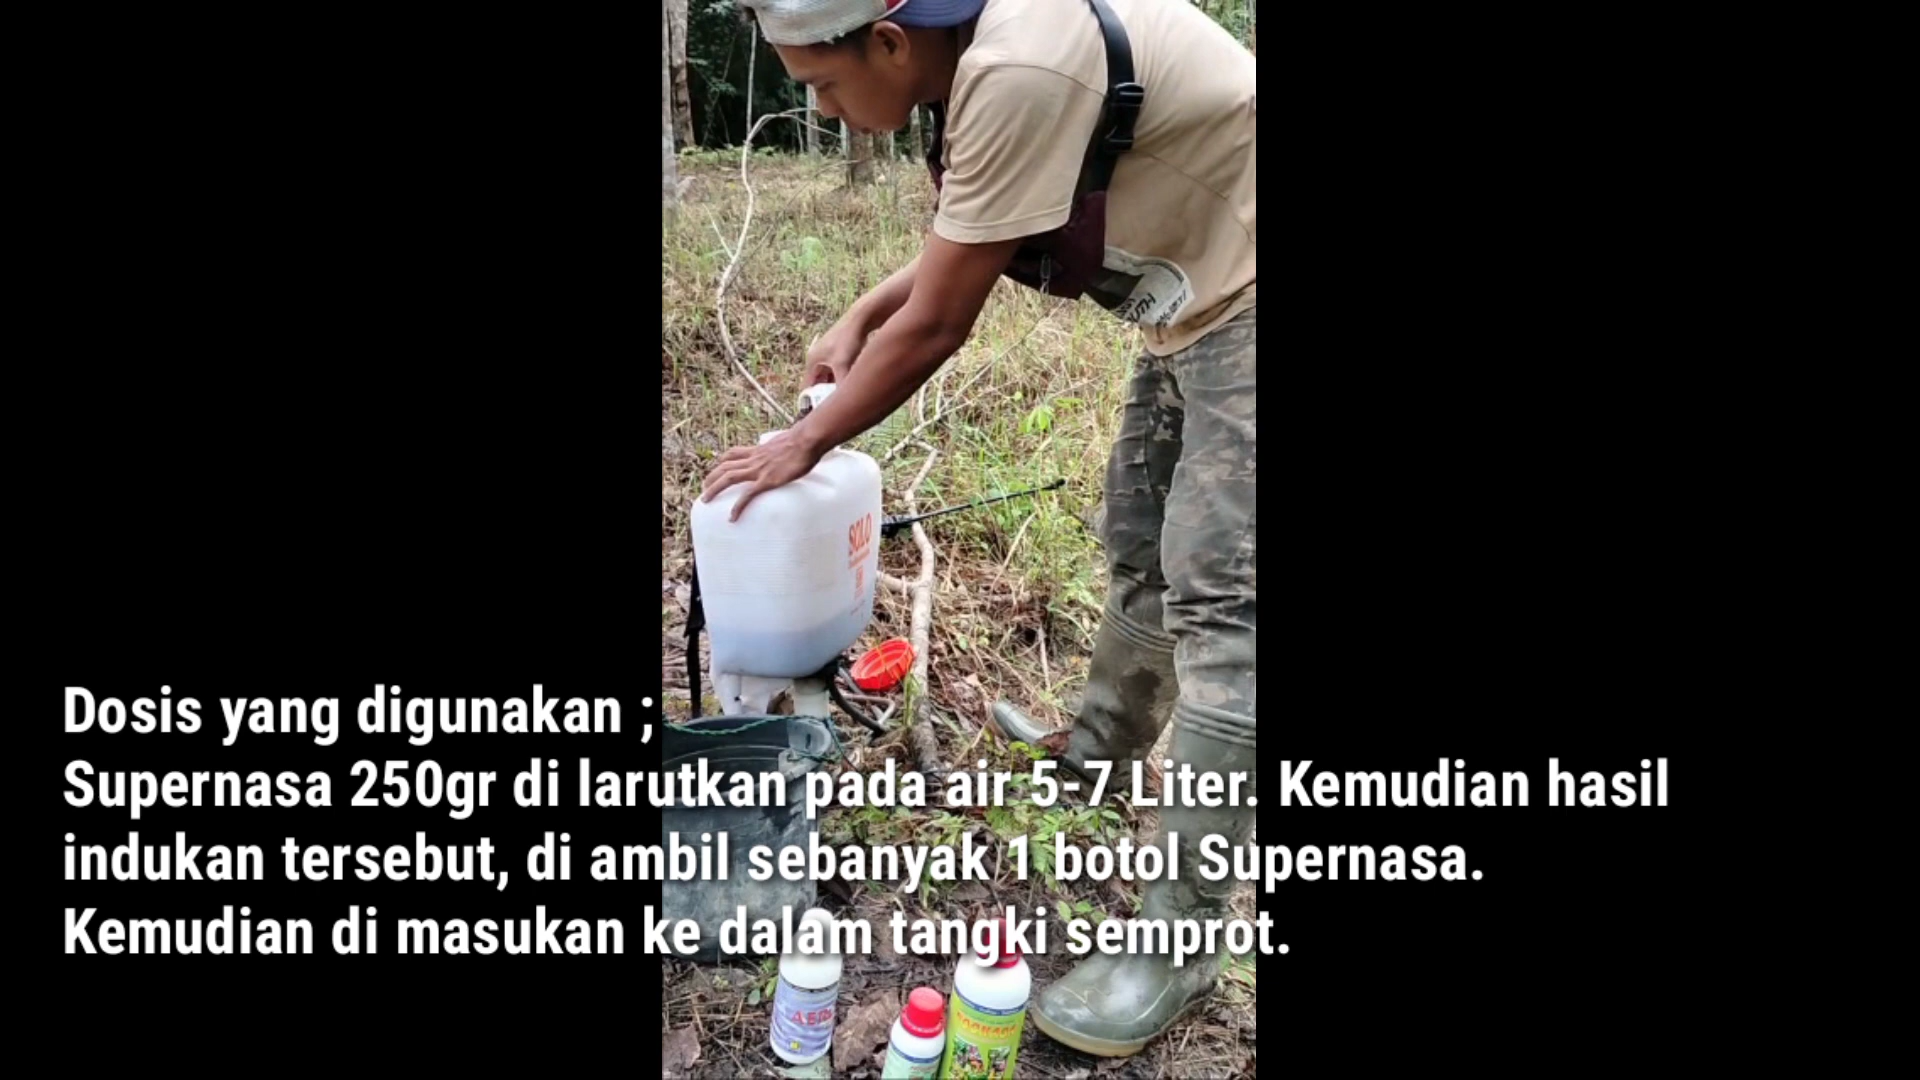 SOLO
Dosis yang digunakan ;
Supernasa 250gr di larutkan pada air 5-7 Liter. Kemudian hasil
indukan tersebut, di ambil sebanyak 1 botol Supernasa.
Kemudian di masukan ke dalam tangki semprot.